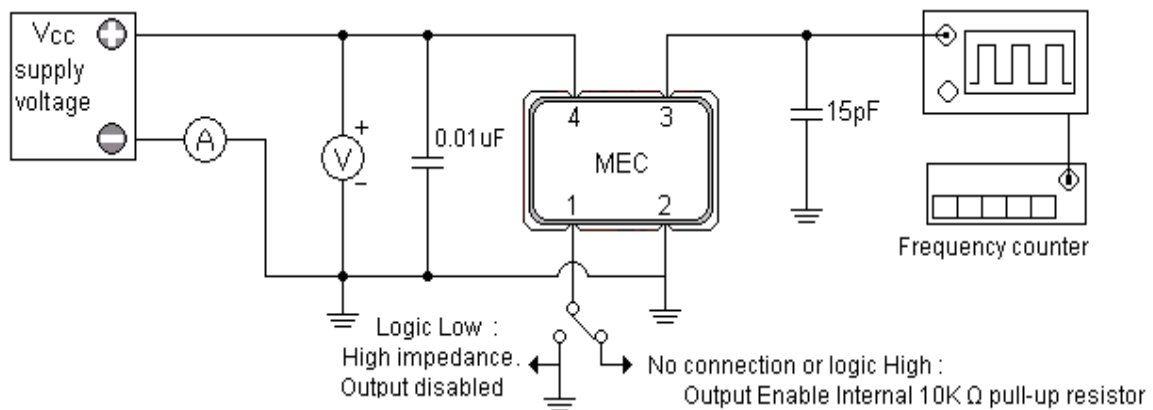 Vcc
supply
voltage
A
+
V
−
0.01uF
4
3
MEC
1
2
15pF
Frequency counter
Logic Low :
High impedance.
Output disabled
No connection or logic High :
Output Enable Internal 10K Ω pull-up resistor